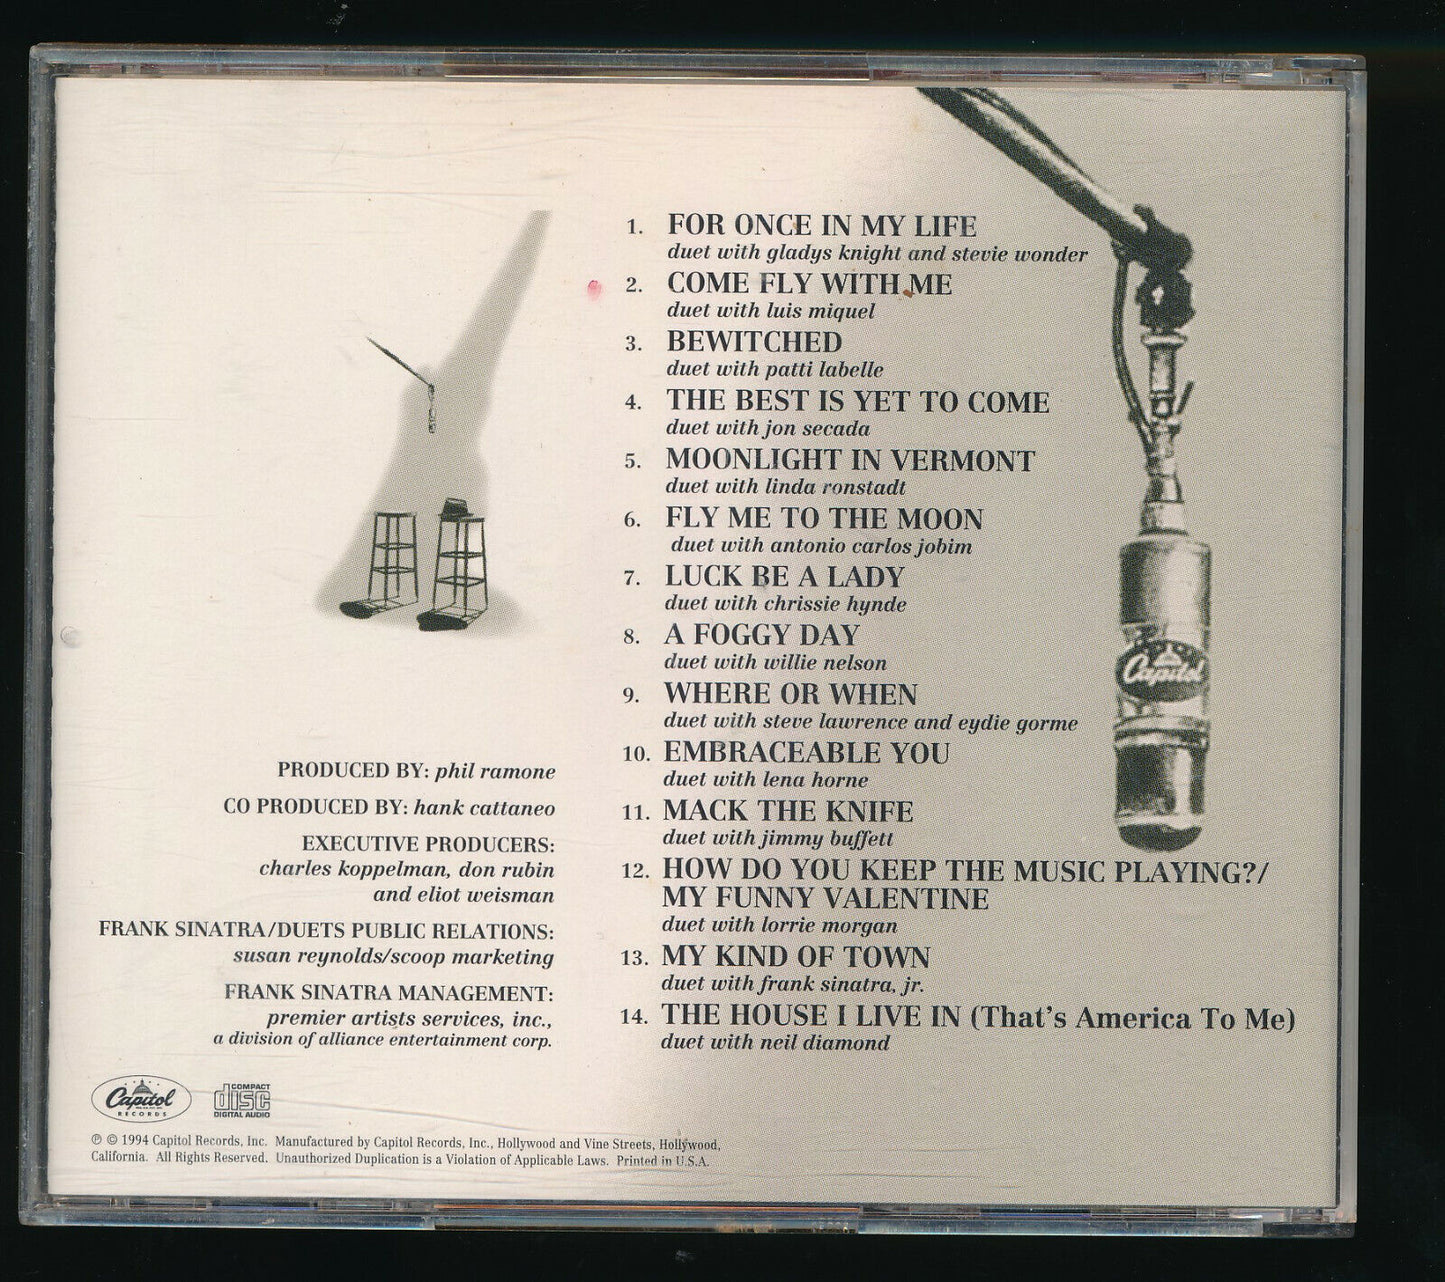 1. FOR ONCE IN MY LIFE
duet with gladys knight and stevie wonder
2. COME FLY WITH ME
duet with luis miquel
3. BEWITCHED
duet with patti labelle
4. THE BEST IS YET TO COME
duet with jon secada
5. MOONLIGHT IN VERMONT
duet with linda ronstadt
6. FLY ME TO THE MOON
duet with antonio carlos jobim
7. LUCK BE A LADY
duet with chrissie hynde
8. A FOGGY DAY
duet with willie nelson
9. WHERE OR WHEN
duet with steve lawrence and eydie gorme
10. EMBRACEABLE YOU
duet with lena horne
11. MACK THE KNIFE
duet with jimmy buffett
12. HOW DO YOU KEEP THE MUSIC PLAYING?/
MY FUNNY VALENTINE
duet with lorrie morgan
13. MY KIND OF TOWN
duet with frank sinatra, jr.
14. THE HOUSE I LIVE IN (That's America To Me)
duet with neil diamond
Capitol
PRODUCED BY: phil ramone
CO PRODUCED BY: hank cattaneo
EXECUTIVE PRODUCERS:
charles koppelman, don rubin
and eliot weisman
FRANK SINATRA/DUETS PUBLIC RELATIONS:
susan reynolds/scoop marketing
FRANK SINATRA MANAGEMENT:
premier artists services, inc.,
a division of alliance entertainment corp.
Capitol
RECORDS
COMPACT
disc
DIGITAL AUDIO
℗ © 1994 Capitol Records, Inc. Manufactured by Capitol Records, Inc., Hollywood and Vine Streets, Hollywood,
California. All Rights Reserved. Unauthorized Duplication is a Violation of Applicable Laws. Printed in U.S.A.